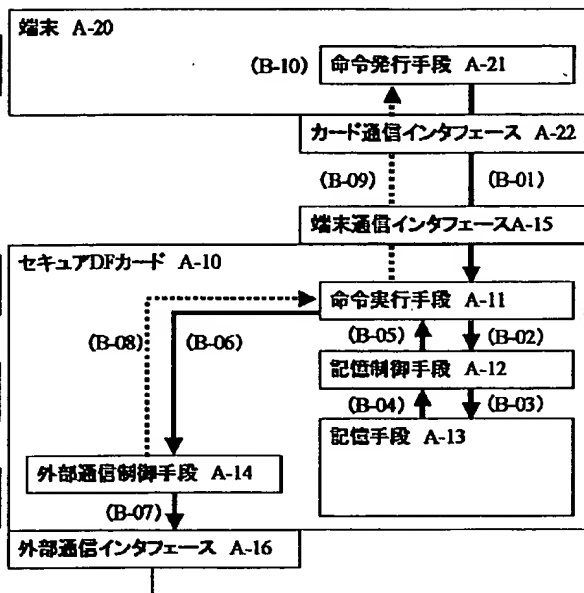 端末 A-20
(B-10) 命令発行手段 A-21
カード通信インタフェース A-22
(B-09) (B-01)
端末通信インタフェースA-15
セキュアDFカード A-10
命令実行手段 A-11
(B-08) (B-06) (B-05) (B-02)
記憶制御手段 A-12
(B-04) (B-03)
記憶手段 A-13
外部通信制御手段 A-14
(B-07)
外部通信インタフェース A-16